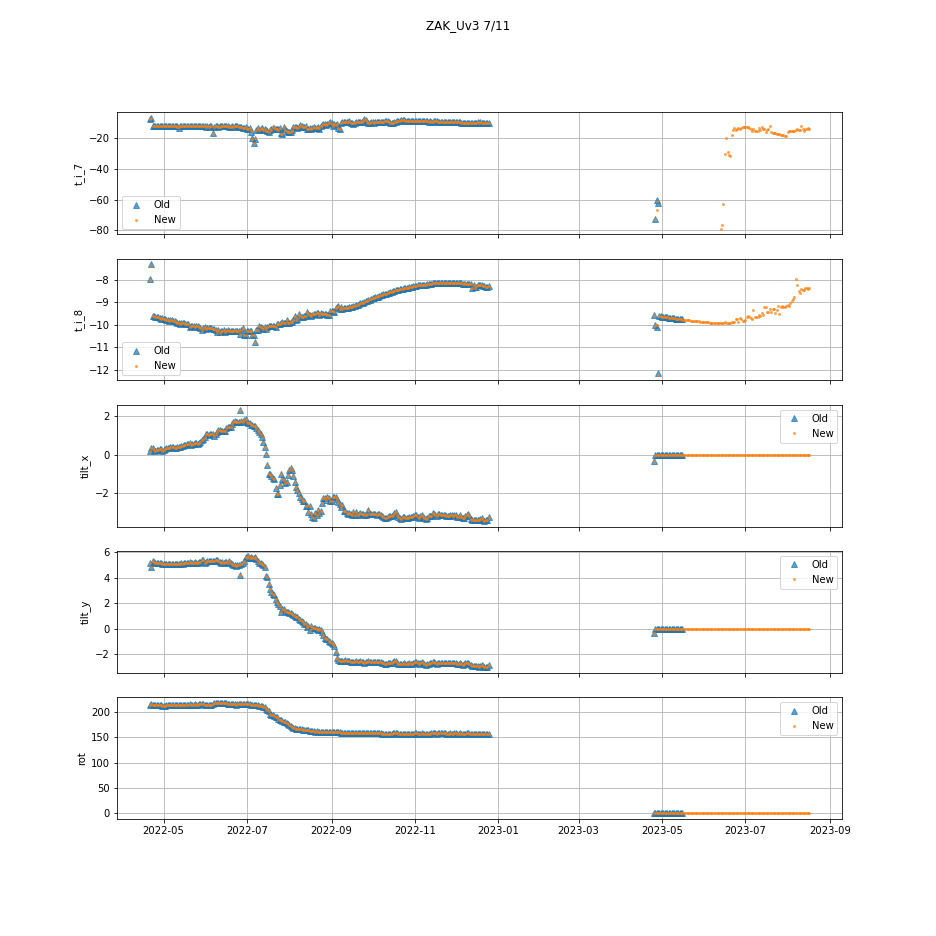 ZAK_Uv3 7/11
t_i_7
−20
−40
−60
−80
Old
New
t_i_8
−8
−9
−10
−11
−12
Old
New
tilt_x
2
0
−2
Old
New
tilt_y
6
4
2
0
−2
Old
New
rot
200
150
100
50
0
Old
New
2022-05 2022-07 2022-09 2022-11 2023-01 2023-03 2023-05 2023-07 2023-09